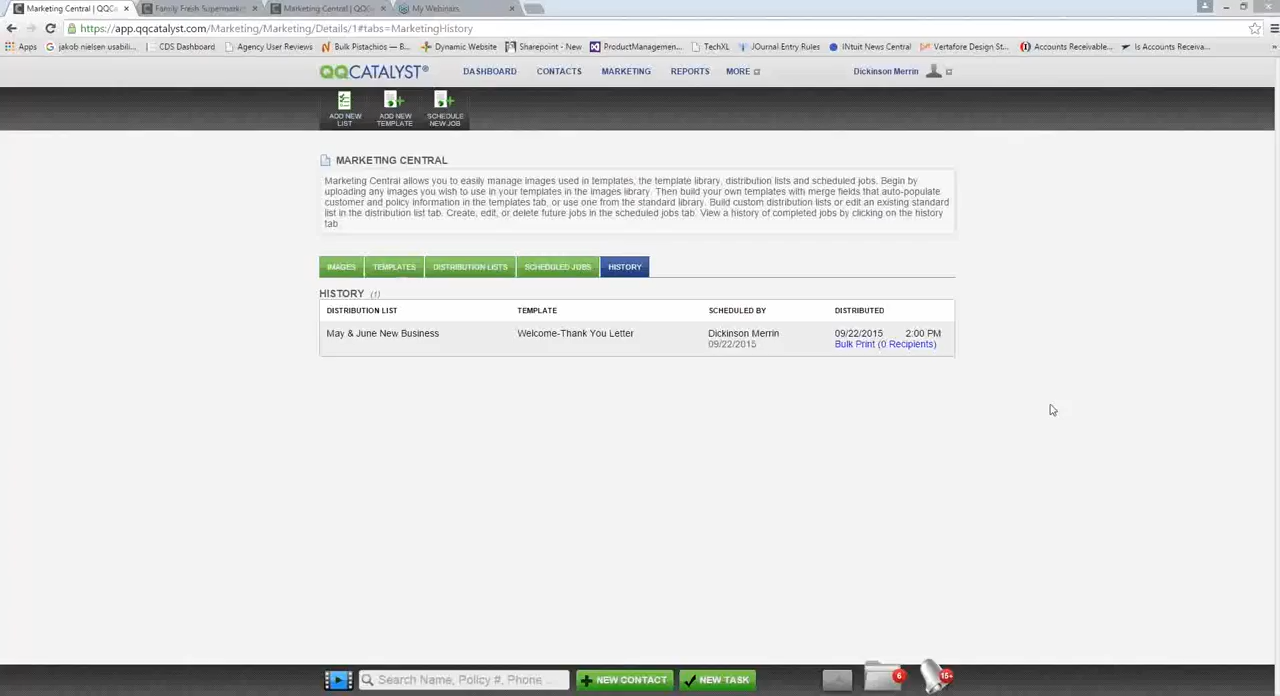 Marketing Central | QQC
Family Fresh Supermarke
Marketing Central | QQC
My Webinars
https://app.qqcatalyst.com/Marketing/Marketing/Details/1#tabs=MarketingHistory
Apps
jakob nielsen usabili...
CDS Dashboard
Agency User Reviews
Bulk Pistachios — B...
Dynamic Website
Sharepoint - New
ProductManagemen...
TechXL
JOurnal Entry Rules
INtuit News Central
Vertafore Design St...
Accounts Receivable...
Is Accounts Receiva...
QQCATALYST®
DASHBOARD
CONTACTS
MARKETING
REPORTS
MORE
Dickinson Merrin
ADD NEW
LIST
ADD NEW
TEMPLATE
SCHEDULE
NEW JOB
MARKETING CENTRAL
Marketing Central allows you to easily manage images used in templates, the template library, distribution lists and scheduled jobs. Begin by
uploading any images you wish to use in your templates in the images library. Then build your own templates with merge fields that auto-populate
customer and policy information in the templates tab, or use one from the standard library. Build custom distribution lists or edit an existing standard
list in the distribution list tab. Create, edit, or delete future jobs in the scheduled jobs tab. View a history of completed jobs by clicking on the history
tab
IMAGES
TEMPLATES
DISTRIBUTION LISTS
SCHEDULED JOBS
HISTORY
HISTORY (1)
DISTRIBUTION LIST
TEMPLATE
SCHEDULED BY
DISTRIBUTED
May & June New Business
Welcome-Thank You Letter
Dickinson Merrin
09/22/2015
09/22/2015 2:00 PM
Bulk Print (0 Recipients)
Search Name, Policy #, Phone ...
NEW CONTACT
NEW TASK
6
15+